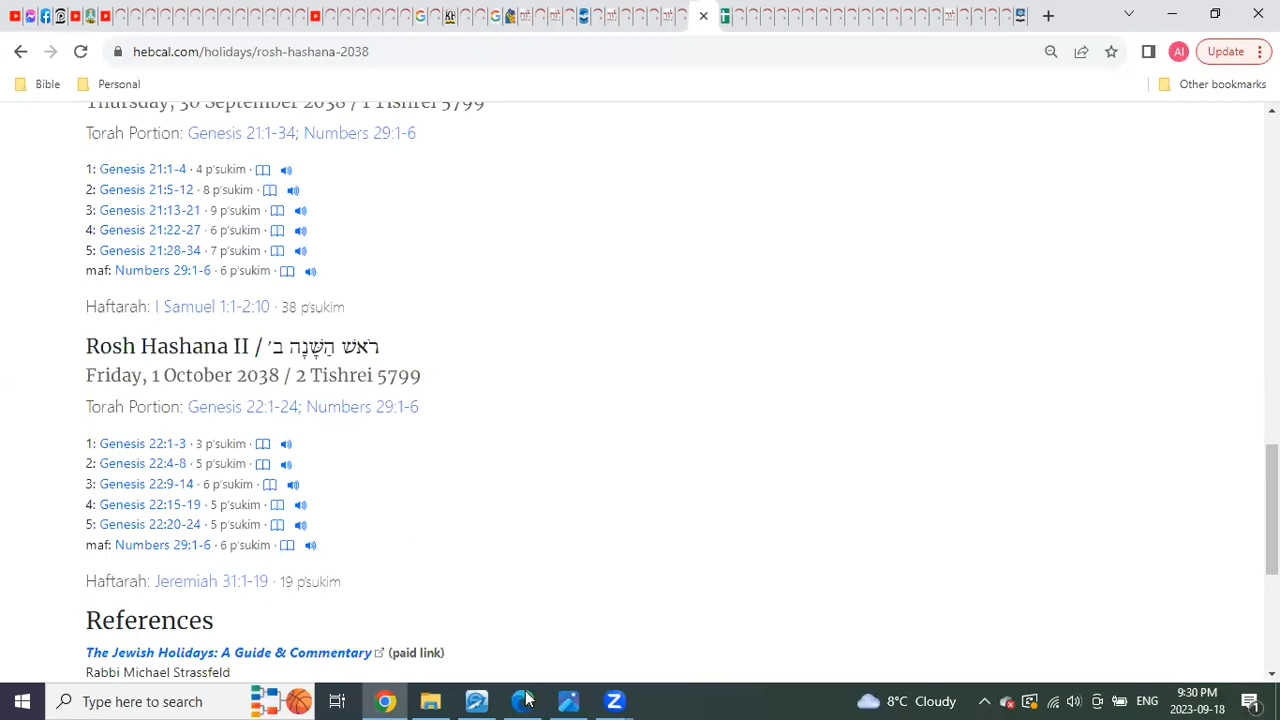 hebcal.com/holidays/rosh-hashana-2038
AI
Update
Bible
Personal
Other bookmarks
Thursday, 30 September 2038 / 1 Tishrei 5799
Torah Portion: Genesis 21:1-34; Numbers 29:1-6
1: Genesis 21:1-4 · 4 p'sukim ·
2: Genesis 21:5-12 · 8 p'sukim ·
3: Genesis 21:13-21 · 9 p'sukim ·
4: Genesis 21:22-27 · 6 p'sukim ·
5: Genesis 21:28-34 · 7 p'sukim ·
maf: Numbers 29:1-6 · 6 p'sukim ·
Haftarah: I Samuel 1:1-2:10 · 38 p'sukim
Rosh Hashana II / רֹאשׁ הַשָּׁנָה ב׳
Friday, 1 October 2038 / 2 Tishrei 5799
Torah Portion: Genesis 22:1-24; Numbers 29:1-6
1: Genesis 22:1-3 · 3 p'sukim ·
2: Genesis 22:4-8 · 5 p'sukim ·
3: Genesis 22:9-14 · 6 p'sukim ·
4: Genesis 22:15-19 · 5 p'sukim ·
5: Genesis 22:20-24 · 5 p'sukim ·
maf: Numbers 29:1-6 · 6 p'sukim ·
Haftarah: Jeremiah 31:1-19 · 19 p'sukim
References
The Jewish Holidays: A Guide & Commentary (paid link)
Rabbi Michael Strassfeld
Type here to search
8°C Cloudy
ENG
9:30 PM
2023-09-18
1